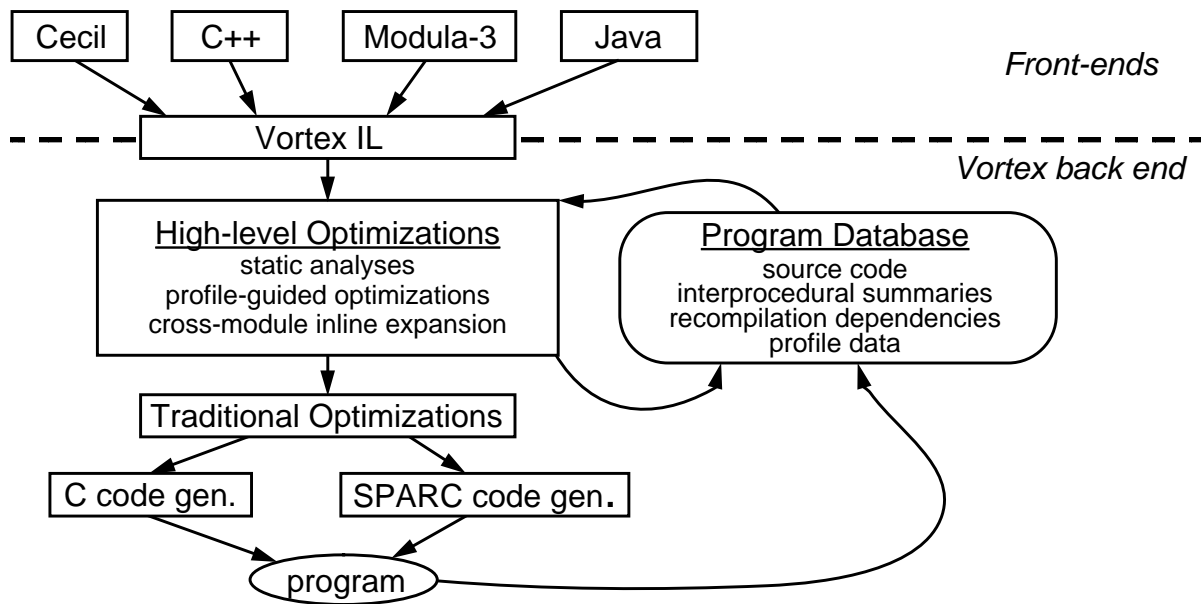 Cecil
C++
Modula-3
Java
Front-ends
Vortex IL
Vortex back end
High-level Optimizations
static analyses
profile-guided optimizations
cross-module inline expansion
Program Database
source code
interprocedural summaries
recompilation dependencies
profile data
Traditional Optimizations
C code gen.
SPARC code gen.
program